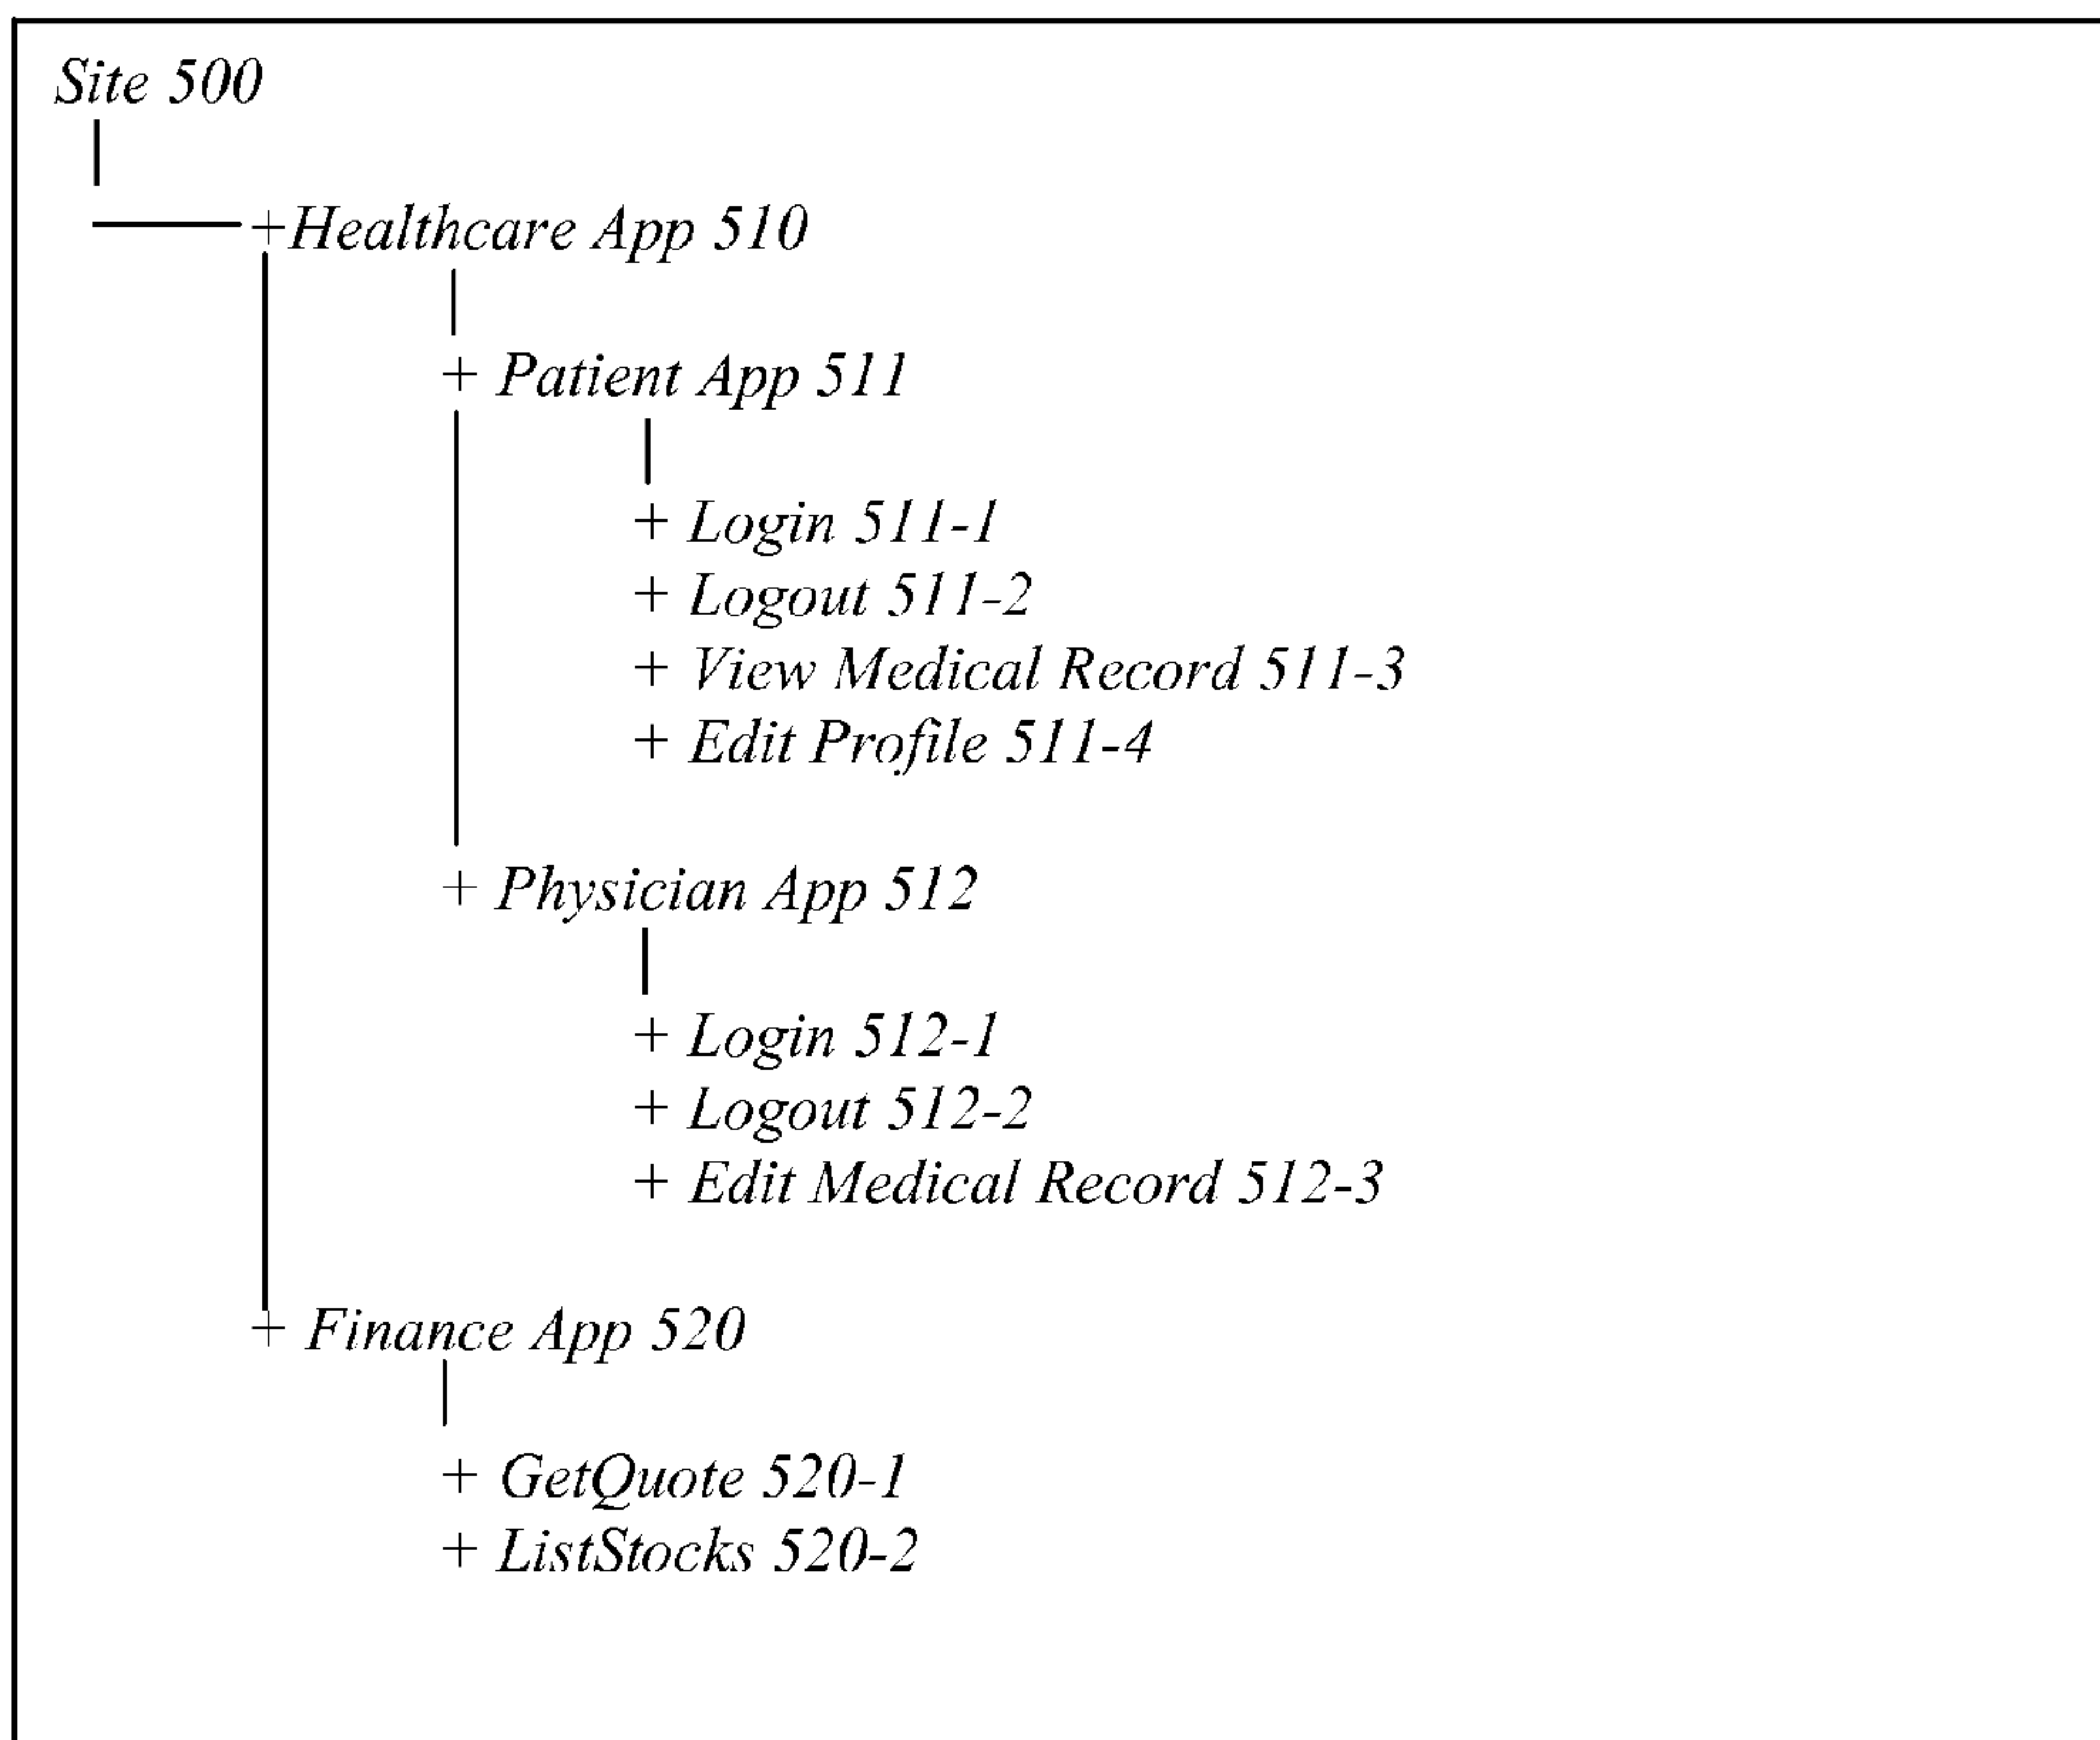 Site 500
+Healthcare App 510
+ Patient App 511
+ Login 511-1
+ Logout 511-2
+ View Medical Record 511-3
+ Edit Profile 511-4
+ Physician App 512
+ Login 512-1
+ Logout 512-2
+ Edit Medical Record 512-3
+ Finance App 520
+ GetQuote 520-1
+ ListStocks 520-2